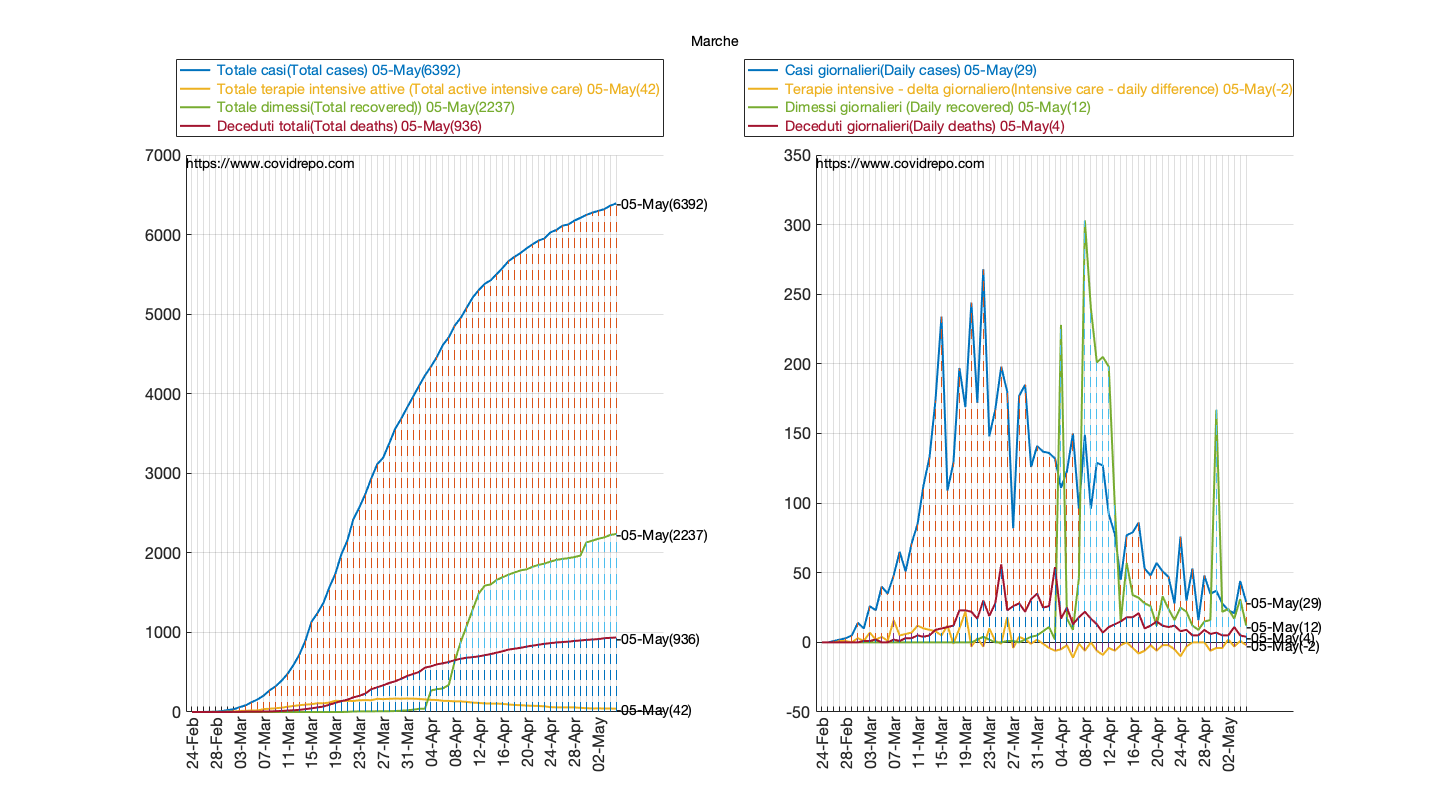 Marche
Totale casi(Total cases) 05-May(6392)
Totale terapie intensive attive (Total active intensive care) 05-May(42)
Totale dimessi(Total recovered)) 05-May(2237)
Deceduti totali(Total deaths) 05-May(936)
7000
6000
5000
4000
3000
2000
1000
0
https://www.covidrepo.com
05-May(6392)
05-May(2237)
05-May(936)
05-May(42)
24-Feb
28-Feb
03-Mar
07-Mar
11-Mar
15-Mar
19-Mar
23-Mar
27-Mar
31-Mar
04-Apr
08-Apr
12-Apr
16-Apr
20-Apr
24-Apr
28-Apr
02-May
Casi giornalieri(Daily cases) 05-May(29)
Terapie intensive - delta giornaliero(Intensive care - daily difference) 05-May(-2)
Dimessi giornalieri (Daily recovered) 05-May(12)
Deceduti giornalieri(Daily deaths) 05-May(4)
350
300
250
200
150
100
50
0
-50
https://www.covidrepo.com
05-May(29)
05-May(12)
05-May(4)
05-May(-2)
24-Feb
28-Feb
03-Mar
07-Mar
11-Mar
15-Mar
19-Mar
23-Mar
27-Mar
31-Mar
04-Apr
08-Apr
12-Apr
16-Apr
20-Apr
24-Apr
28-Apr
02-May